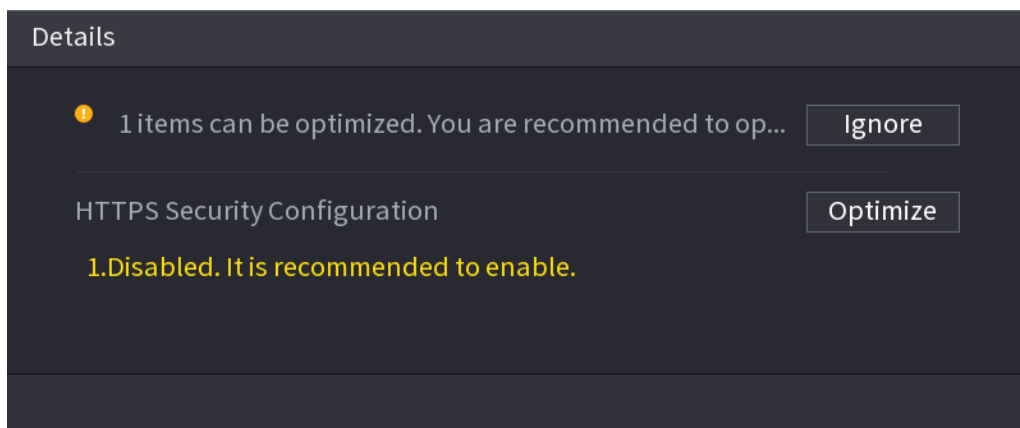 Details
1 items can be optimized. You are recommended to op...
Ignore
HTTPS Security Configuration
Optimize
1.Disabled. It is recommended to enable.